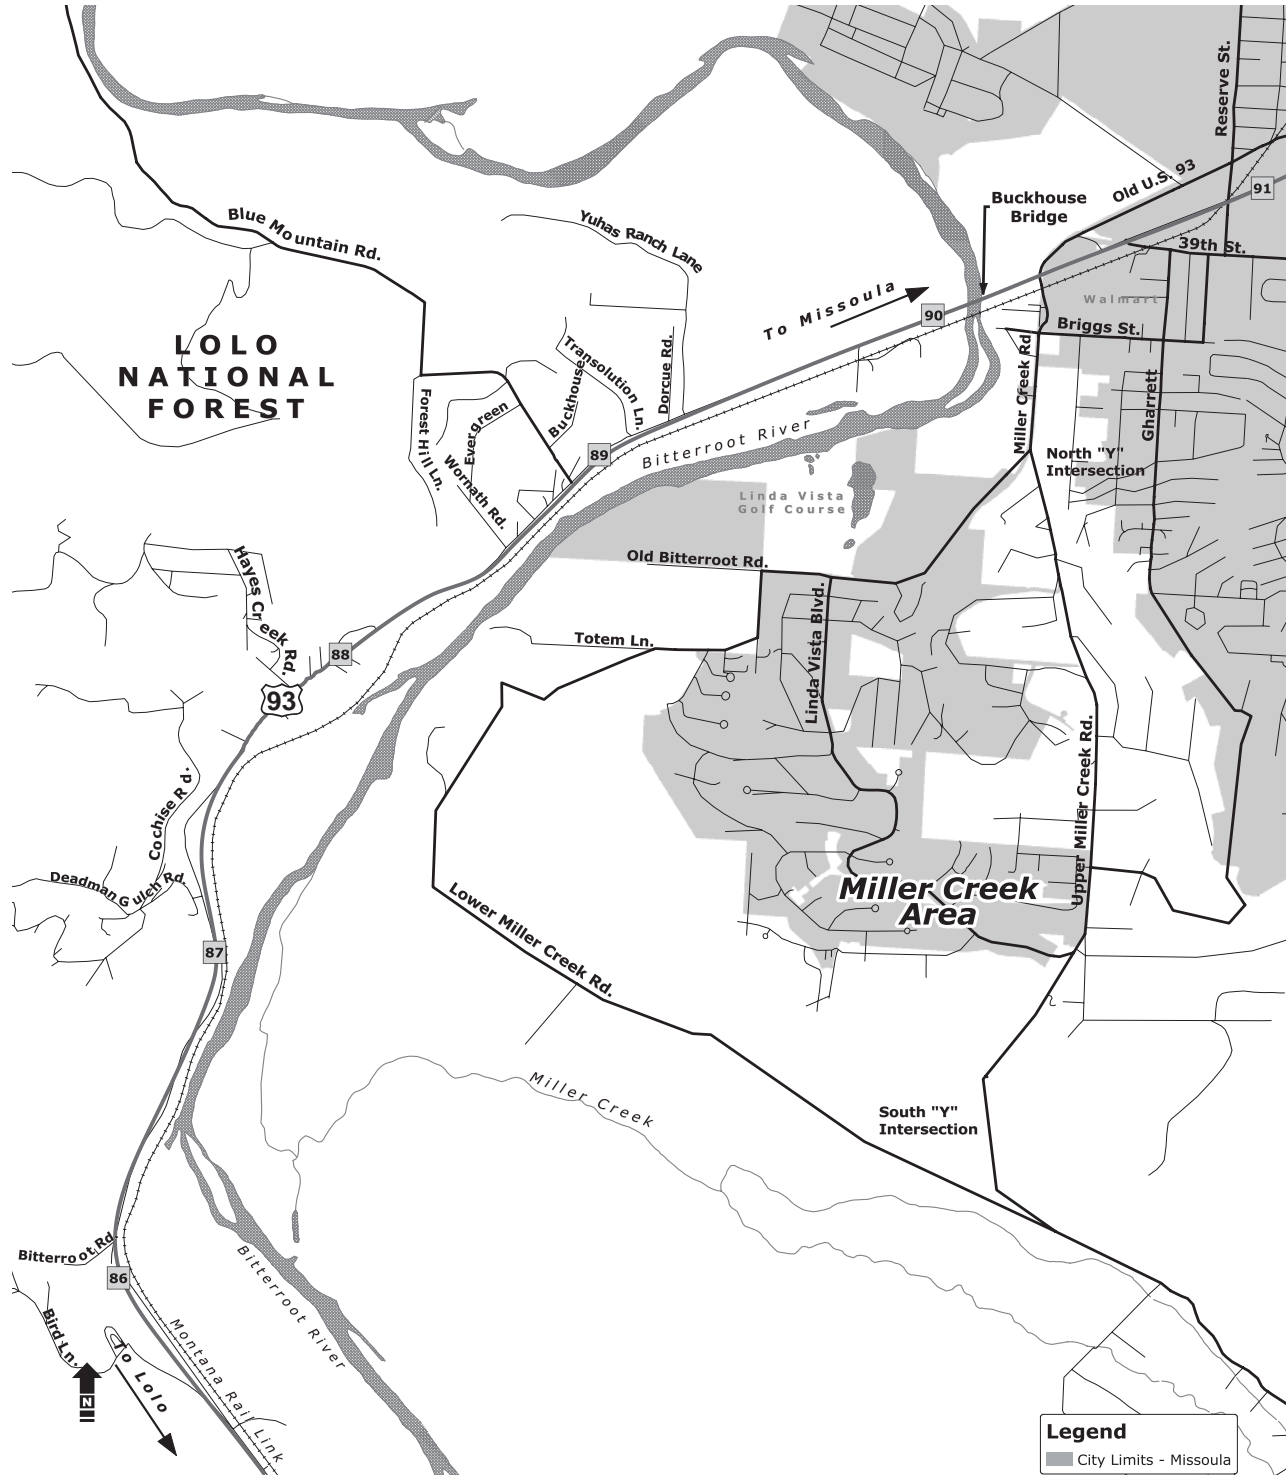 Reserve St.
Old U.S. 93
91
Buckhouse
Bridge
39th St.
Blue Mountain Rd.
Yuhas Ranch Lane
To Missoula
90
Walmart
Briggs St.
LOLO
NATIONAL
FOREST
Transolution Ln.
Dorcue Rd.
Buckhouse
Miller Creek Rd
Gharrett
Forest Hill Ln.
Evergreen
Wornath Rd.
89
Bitterroot River
North "Y"
Intersection
Linda Vista
Golf Course
Old Bitterroot Rd.
Hayes Creek Rd.
Linda Vista Blvd.
Totem Ln.
88
93
Upper Miller Creek Rd.
Cochise Rd.
Deadman Gulch Rd.
Miller Creek
Area
Lower Miller Creek Rd.
87
Miller Creek
South "Y"
Intersection
Bitterroot Rd
86
Bitterroot River
Bird Ln.
To Lolo
Montana Rail Link
N
Legend
City Limits - Missoula